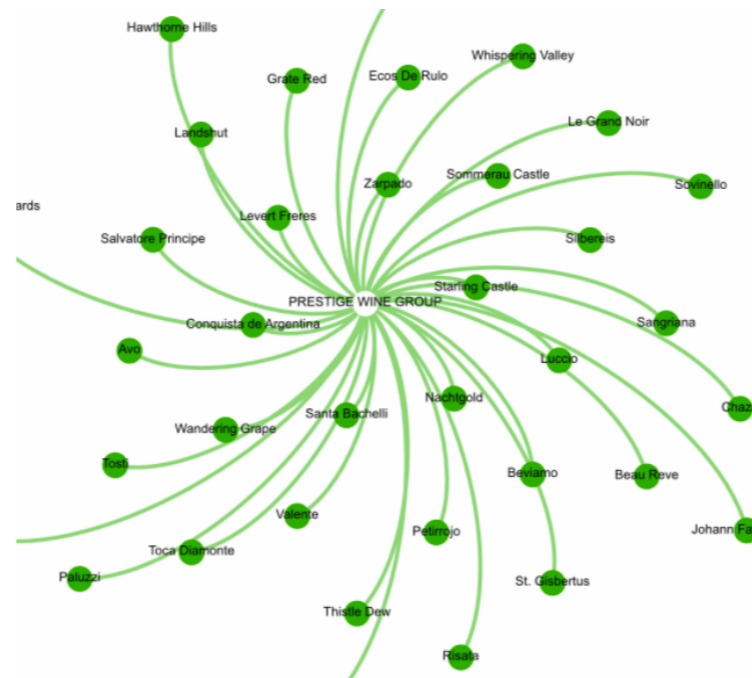 Hawthorne Hills
Whispering Valley
Grate Red
Ecos De Rulo
Le Grand Noir
Landshut
Sommerau Castle
Zarpado
Sovinello
ards
Levert Freres
Salvatore Principe
Silbereis
Starling Castle
PRESTIGE WINE GROUP
Conquista de Argentina
Sangriana
Avo
Luccio
Nachtgold
Chaz
Santa Bachelli
Wandering Grape
Tosti
Beviamo
Beau Reve
Valente
Petirrojo
Johann Fa
Toca Diamonte
Paluzzi
St. Gisbertus
Thistle Dew
Risata